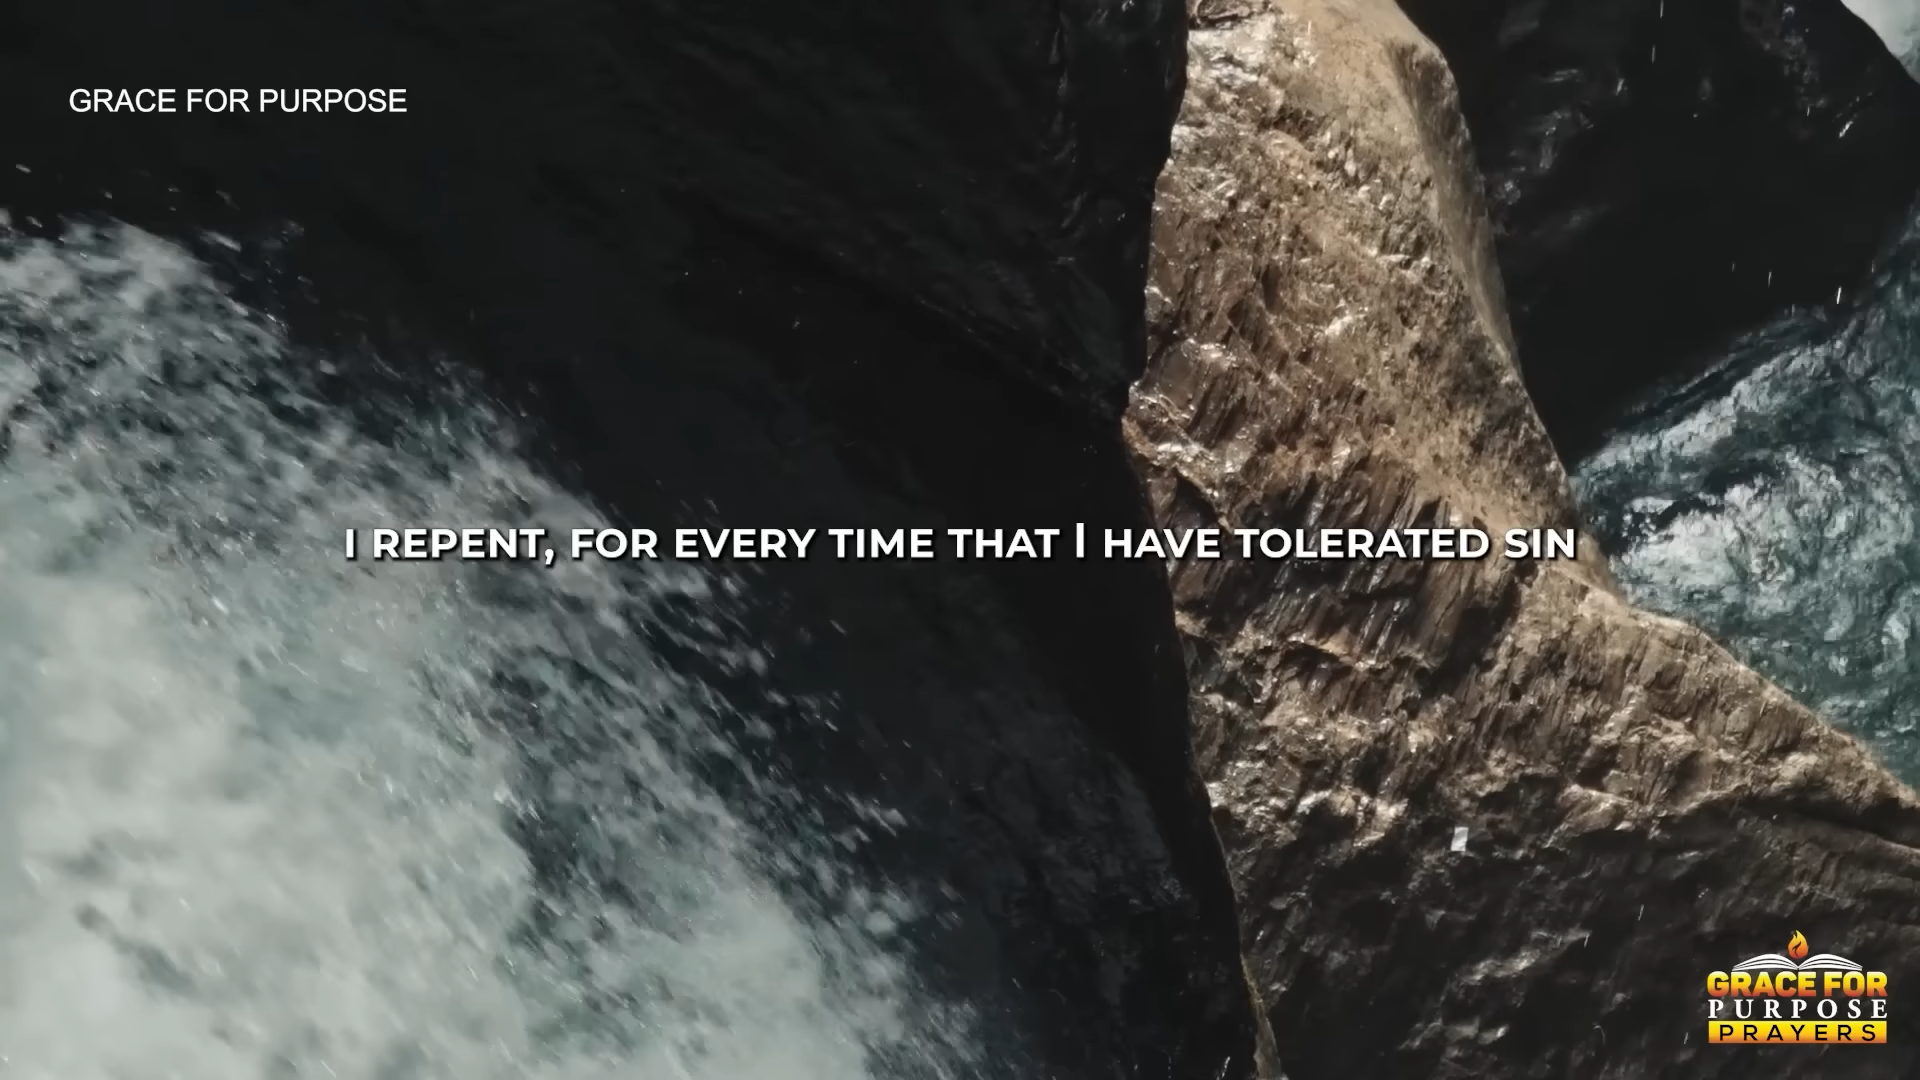 GRACE FOR PURPOSE
I REPENT, FOR EVERY TIME THAT I HAVE TOLERATED SIN
GRACE FOR
PURPOSE
PRAYERS